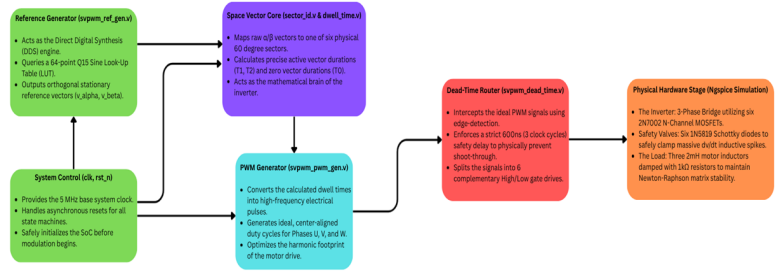 Reference Generator (svpwm_ref_gen.v)
• Acts as the Direct Digital Synthesis
(DDS) engine.
• Queries a 64-point Q15 Sine Look-Up
Table (LUT).
• Outputs orthogonal stationary
reference vectors (v_alpha, v_beta).
System Control (clk, rst_n)
• Provides the 5 MHz base system clock.
• Handles asynchronous resets for all
state machines.
• Safely initializes the SoC before
modulation begins.
Space Vector Core (sector_id.v & dwell_time.v)
• Maps raw α/β vectors to one of six physical
60 degree sectors.
• Calculates precise active vector durations
(T1, T2) and zero vector durations (T0).
• Acts as the mathematical brain of the
inverter.
PWM Generator (svpwm_pwm_gen.v)
• Converts the calculated dwell times
into high-frequency electrical
pulses.
• Generates ideal, center-aligned
duty cycles for Phases U, V, and W.
• Optimizes the harmonic footprint
of the motor drive.
Dead-Time Router (svpwm_dead_time.v)
• Intercepts the ideal PWM signals using
edge-detection.
• Enforces a strict 600ns (3 clock cycles)
safety delay to physically prevent
shoot-through.
• Splits the signals into 6
complementary High/Low gate drives.
Physical Hardware Stage (Ngspice Simulation)
• The Inverter: 3-Phase Bridge utilizing six
2N7002 N-Channel MOSFETs.
• Safety Valves: Six 1N5819 Schottky diodes to
safely clamp massive dv/dt inductive spikes.
• The Load: Three 2mH motor inductors
damped with 1kΩ resistors to maintain
Newton-Raphson matrix stability.